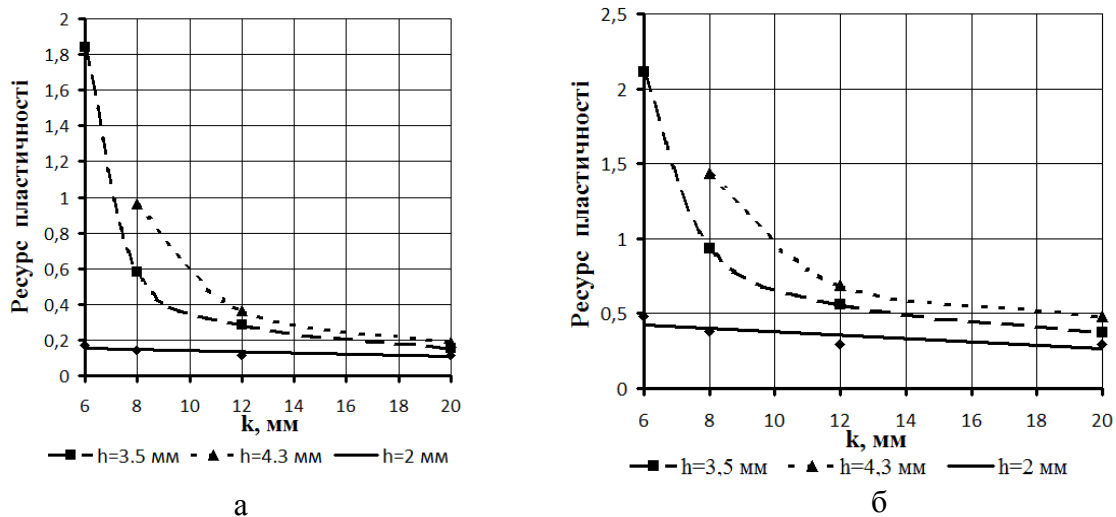 Ресурс пластичності
2
1,8
1,6
1,4
1,2
1
0,8
0,6
0,4
0,2
0
6 8 10 12 14 16 18 20
k, мм
h=3.5 мм h=4.3 мм h=2 мм
а
Ресурс пластичності
2,5
2
1,5
1
0,5
0
6 8 10 12 14 16 18 20
k, мм
h=3,5 мм h=4,3 мм h=2 мм
б